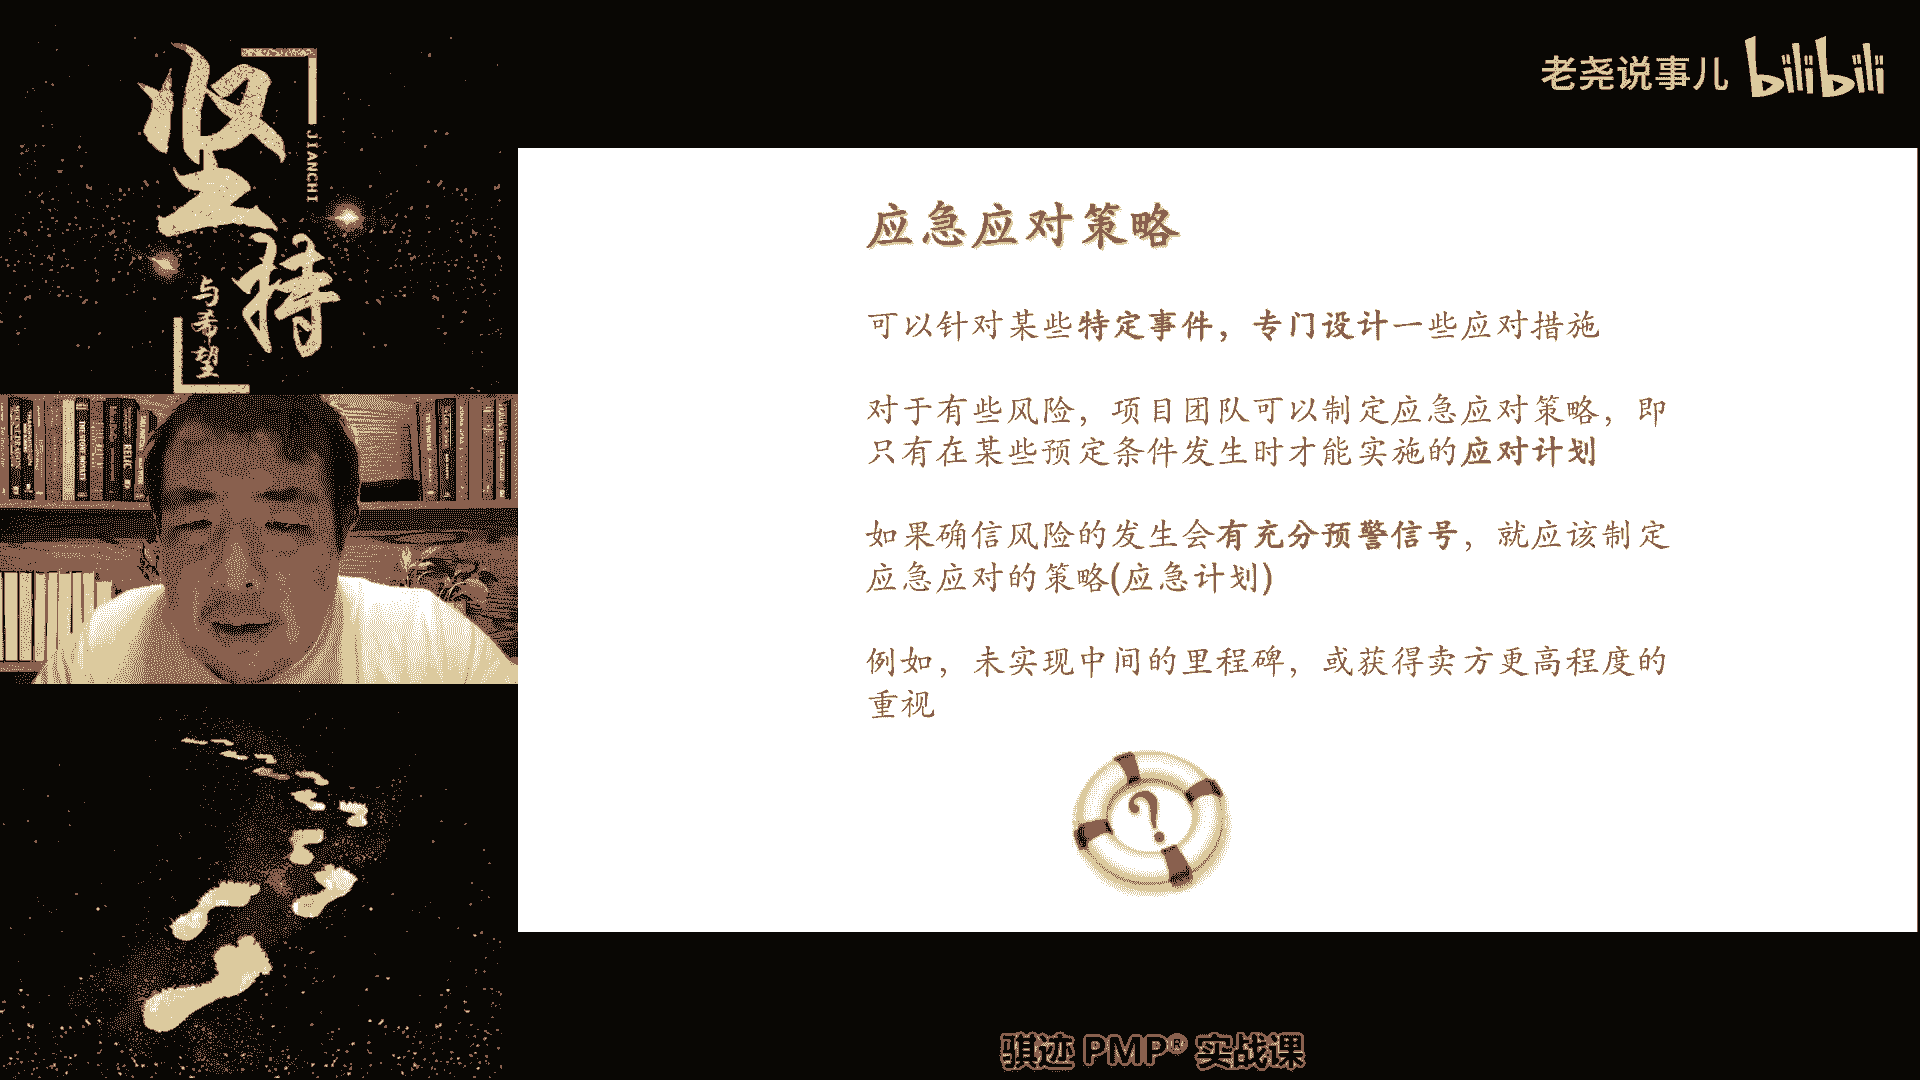 坚持
JIANCHI
与希望
老尧说事儿 bilibili
应急应对策略
可以针对某些特定事件，专门设计一些应对措施
对于有些风险，项目团队可以制定应急应对策略，即
只有在某些预定条件发生时才能实施的应对计划
如果确信风险的发生会有充分预警信号，就应该制定
应急应对的策略(应急计划)
例如，未实现中间的里程碑，或获得卖方更高程度的
重视
?
骐迹 PMP® 实战课